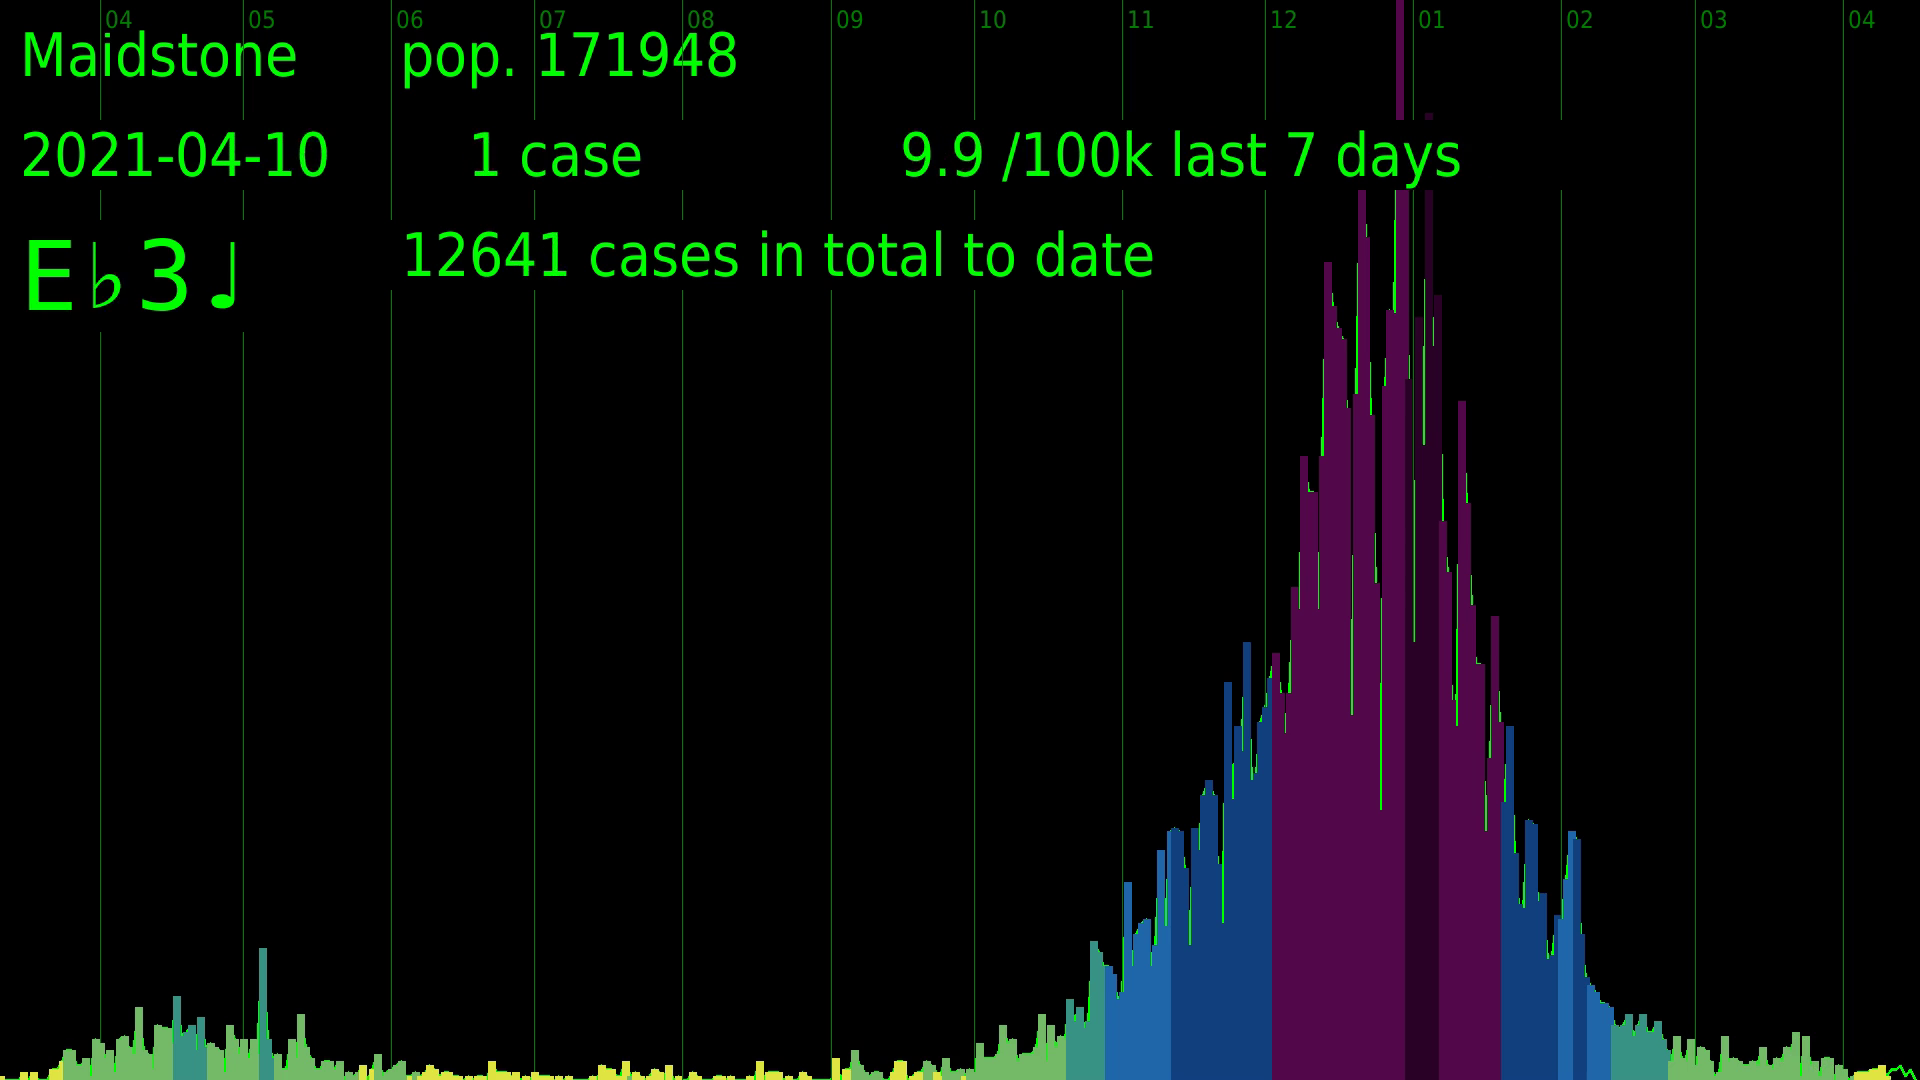 04 05 06 07 08 09 10 11 12 01 02 03 04
Maidstone pop. 171948
2021-04-10 1 case 9.9 /100k last 7 days
E♭3♩ 12641 cases in total to date